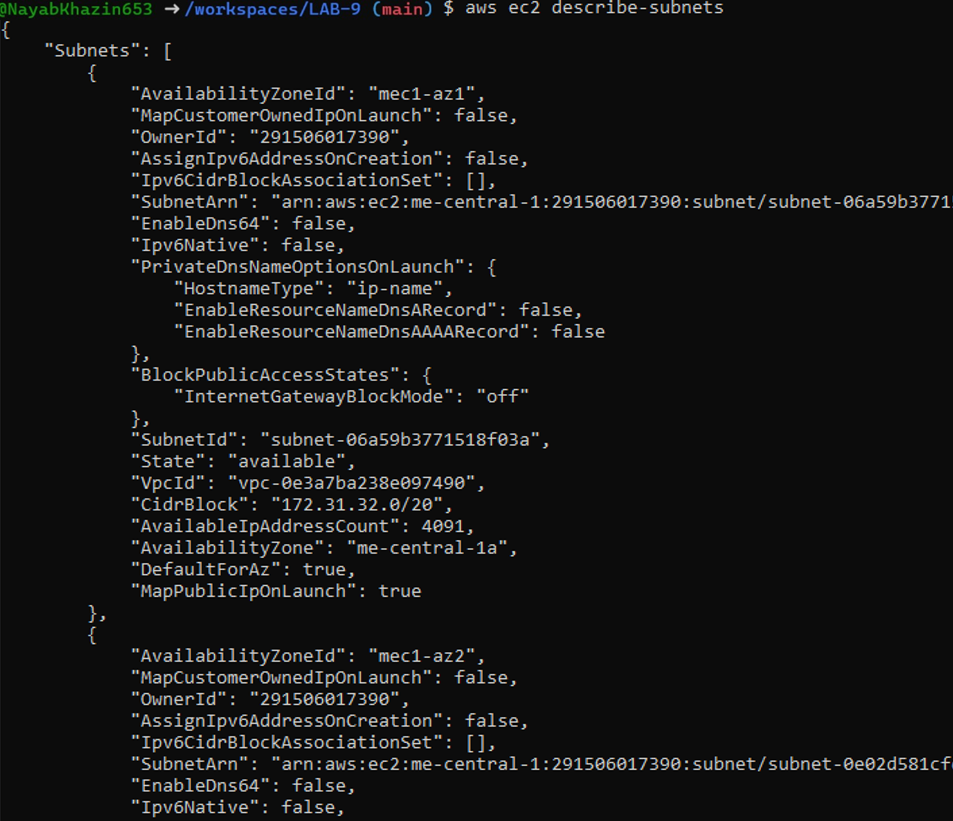 @NayabKhazin653 ➜ /workspaces/LAB-9 (main) $ aws ec2 describe-subnets
{
    "Subnets": [
        {
            "AvailabilityZoneId": "mec1-az1",
            "MapCustomerOwnedIpOnLaunch": false,
            "OwnerId": "291506017390",
            "AssignIpv6AddressOnCreation": false,
            "Ipv6CidrBlockAssociationSet": [],
            "SubnetArn": "arn:aws:ec2:me-central-1:291506017390:subnet/subnet-06a59b37715
            "EnableDns64": false,
            "Ipv6Native": false,
            "PrivateDnsNameOptionsOnLaunch": {
                "HostnameType": "ip-name",
                "EnableResourceNameDnsARecord": false,
                "EnableResourceNameDnsAAAARecord": false
            },
            "BlockPublicAccessStates": {
                "InternetGatewayBlockMode": "off"
            },
            "SubnetId": "subnet-06a59b3771518f03a",
            "State": "available",
            "VpcId": "vpc-0e3a7ba238e097490",
            "CidrBlock": "172.31.32.0/20",
            "AvailableIpAddressCount": 4091,
            "AvailabilityZone": "me-central-1a",
            "DefaultForAz": true,
            "MapPublicIpOnLaunch": true
        },
        {
            "AvailabilityZoneId": "mec1-az2",
            "MapCustomerOwnedIpOnLaunch": false,
            "OwnerId": "291506017390",
            "AssignIpv6AddressOnCreation": false,
            "Ipv6CidrBlockAssociationSet": [],
            "SubnetArn": "arn:aws:ec2:me-central-1:291506017390:subnet/subnet-0e02d581cf
            "EnableDns64": false,
            "Ipv6Native": false,